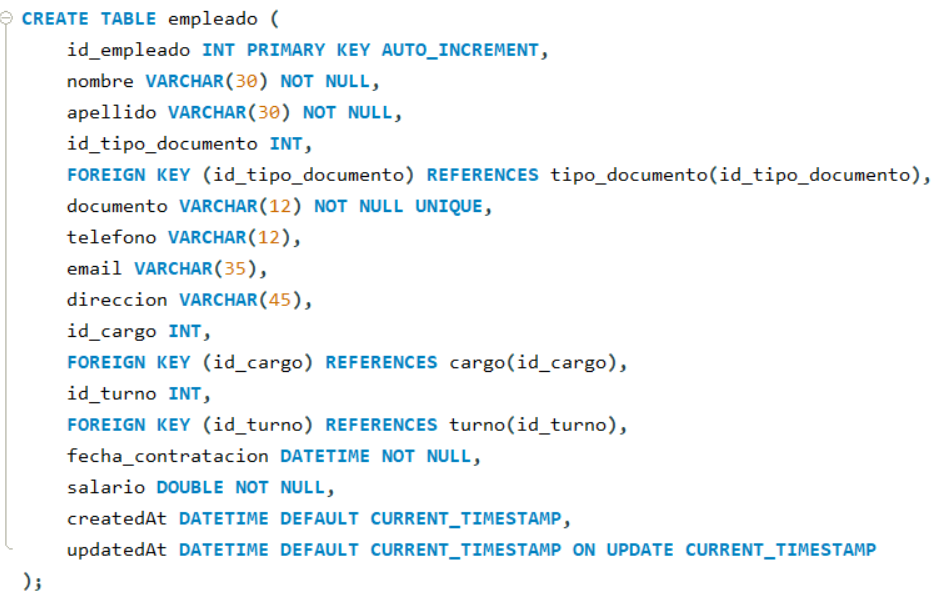 CREATE TABLE empleado (
id_empleado INT PRIMARY KEY AUTO_INCREMENT,
nombre VARCHAR(30) NOT NULL,
apellido VARCHAR(30) NOT NULL,
id_tipo_documento INT,
FOREIGN KEY (id_tipo_documento) REFERENCES tipo_documento(id_tipo_documento),
documento VARCHAR(12) NOT NULL UNIQUE,
telefono VARCHAR(12),
email VARCHAR(35),
direccion VARCHAR(45),
id_cargo INT,
FOREIGN KEY (id_cargo) REFERENCES cargo(id_cargo),
id_turno INT,
FOREIGN KEY (id_turno) REFERENCES turno(id_turno),
fecha_contratacion DATETIME NOT NULL,
salario DOUBLE NOT NULL,
createdAt DATETIME DEFAULT CURRENT_TIMESTAMP,
updatedAt DATETIME DEFAULT CURRENT_TIMESTAMP ON UPDATE CURRENT_TIMESTAMP
);